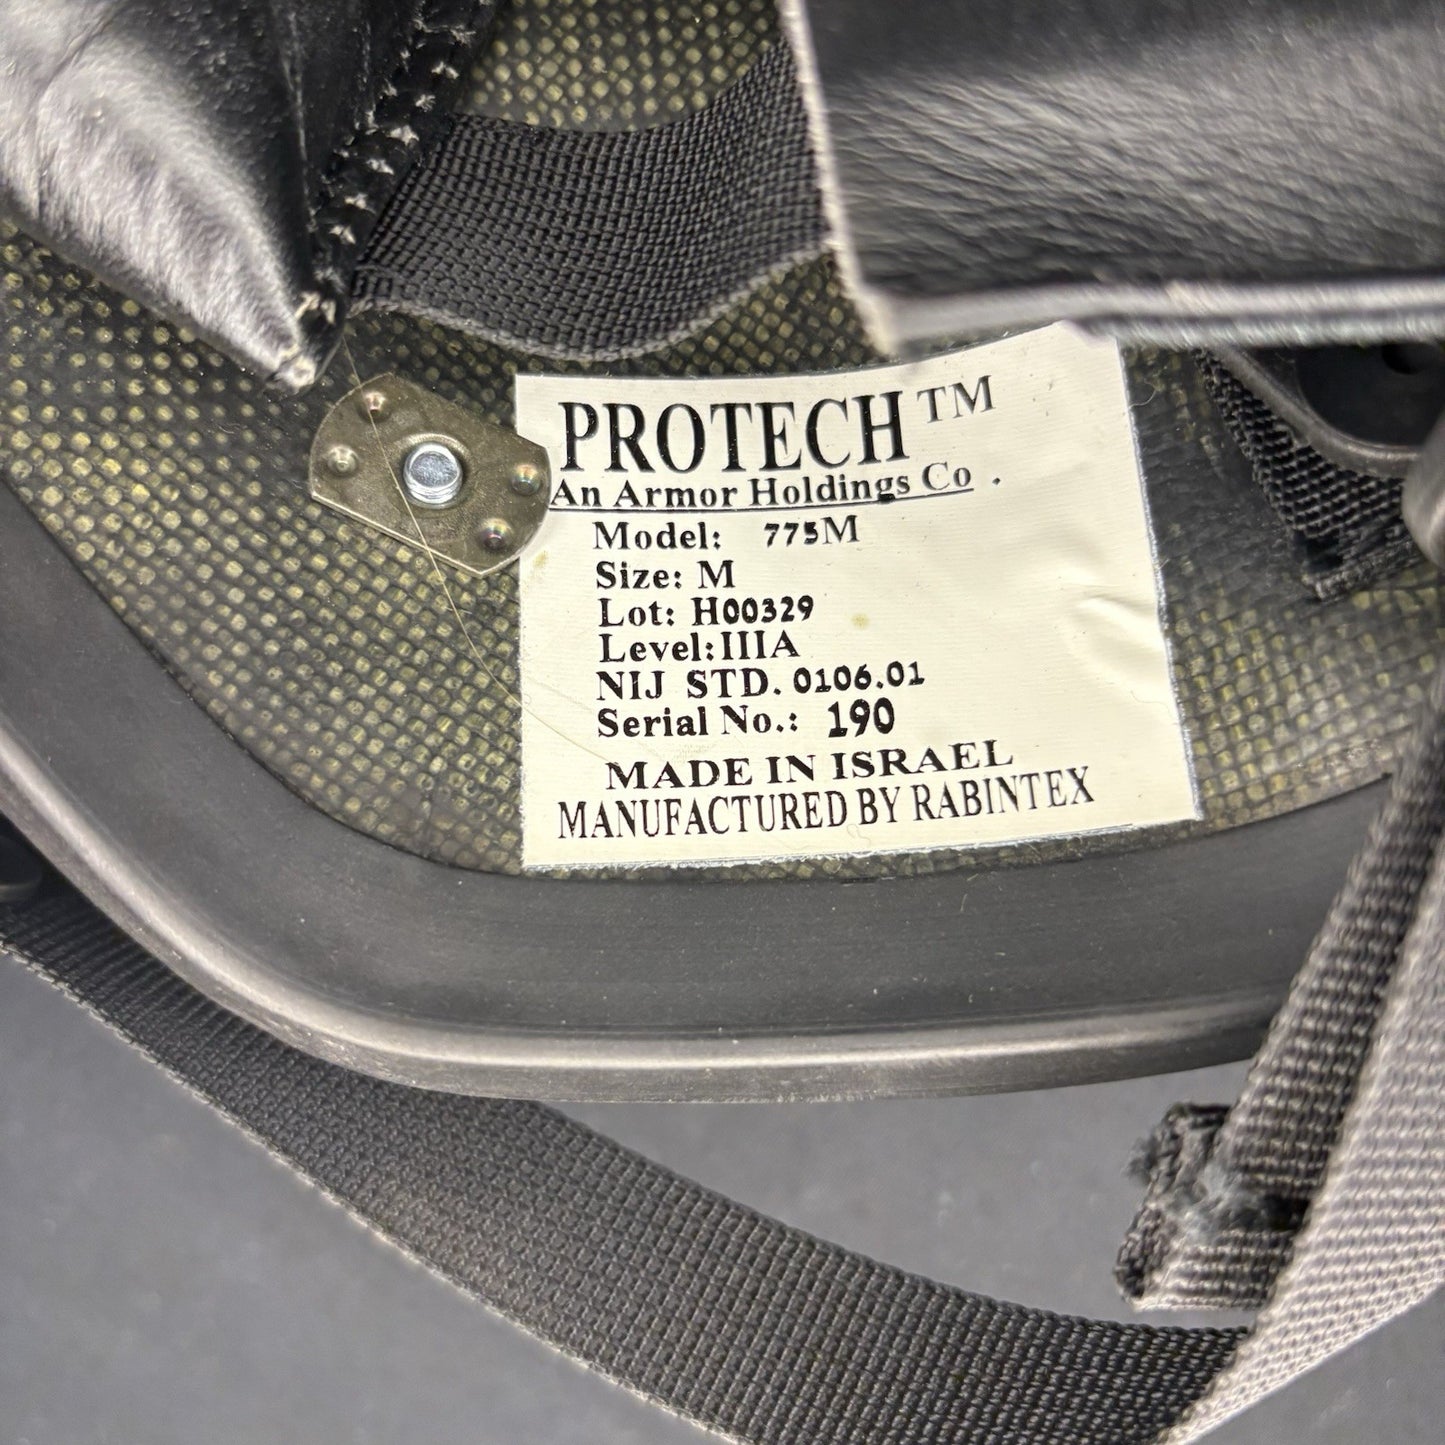 PROTECH™
An Armor Holdings Co .
Model: 775M
Size: M
Lot: H00329
Level:IIIA
NIJ STD. 0106.01
Serial No.: 190
MADE IN ISRAEL
MANUFACTURED BY RABINTEX